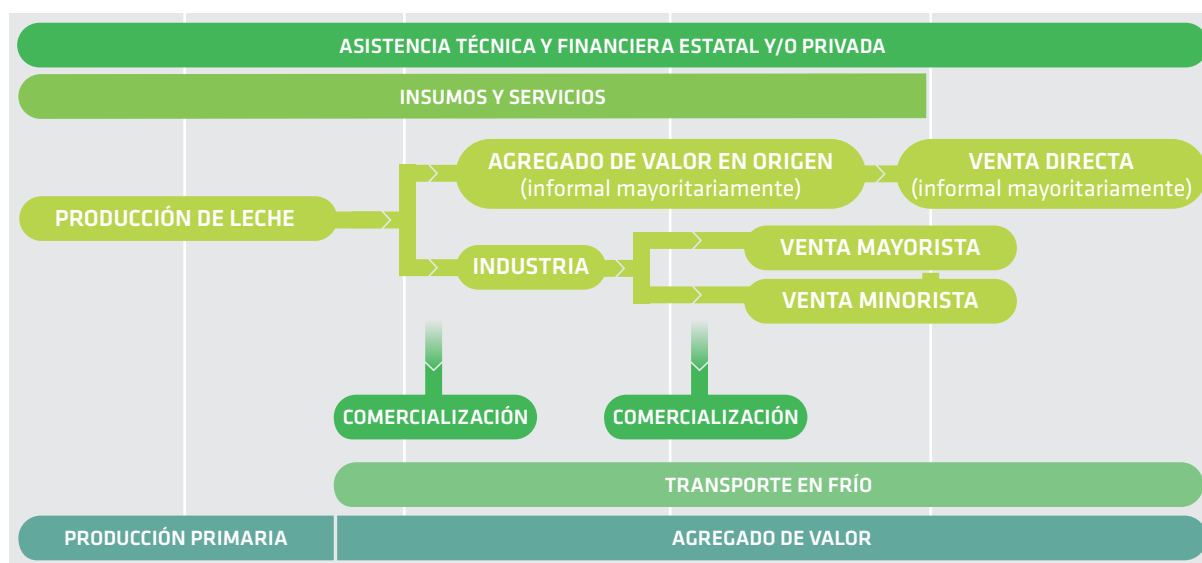 ASISTENCIA TÉCNICA Y FINANCIERA ESTATAL Y/O PRIVADA
INSUMOS Y SERVICIOS
AGREGADO DE VALOR EN ORIGEN
(informal mayoritariamente)
VENTA DIRECTA
(informal mayoritariamente)
PRODUCCIÓN DE LECHE
INDUSTRIA
VENTA MAYORISTA
VENTA MINORISTA
COMERCIALIZACIÓN
COMERCIALIZACIÓN
TRANSPORTE EN FRÍO
PRODUCCIÓN PRIMARIA
AGREGADO DE VALOR